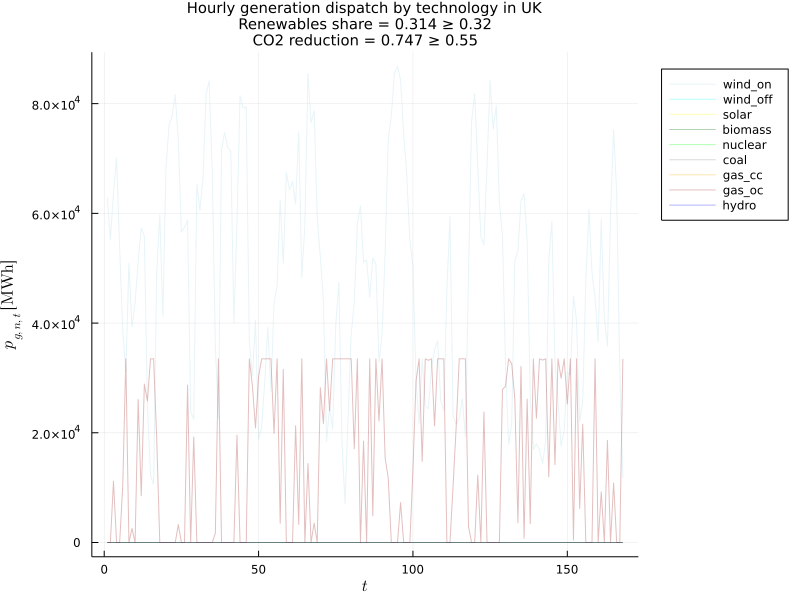 Hourly generation dispatch by technology in UK
Renewables share = 0.314 ≥ 0.32
CO2 reduction = 0.747 ≥ 0.55
wind_on
wind_off
solar
biomass
nuclear
coal
gas_cc
gas_oc
hydro
p_{g,n,t} [MWh]
8.0×10⁴
6.0×10⁴
4.0×10⁴
2.0×10⁴
0
0 50 100 150
t